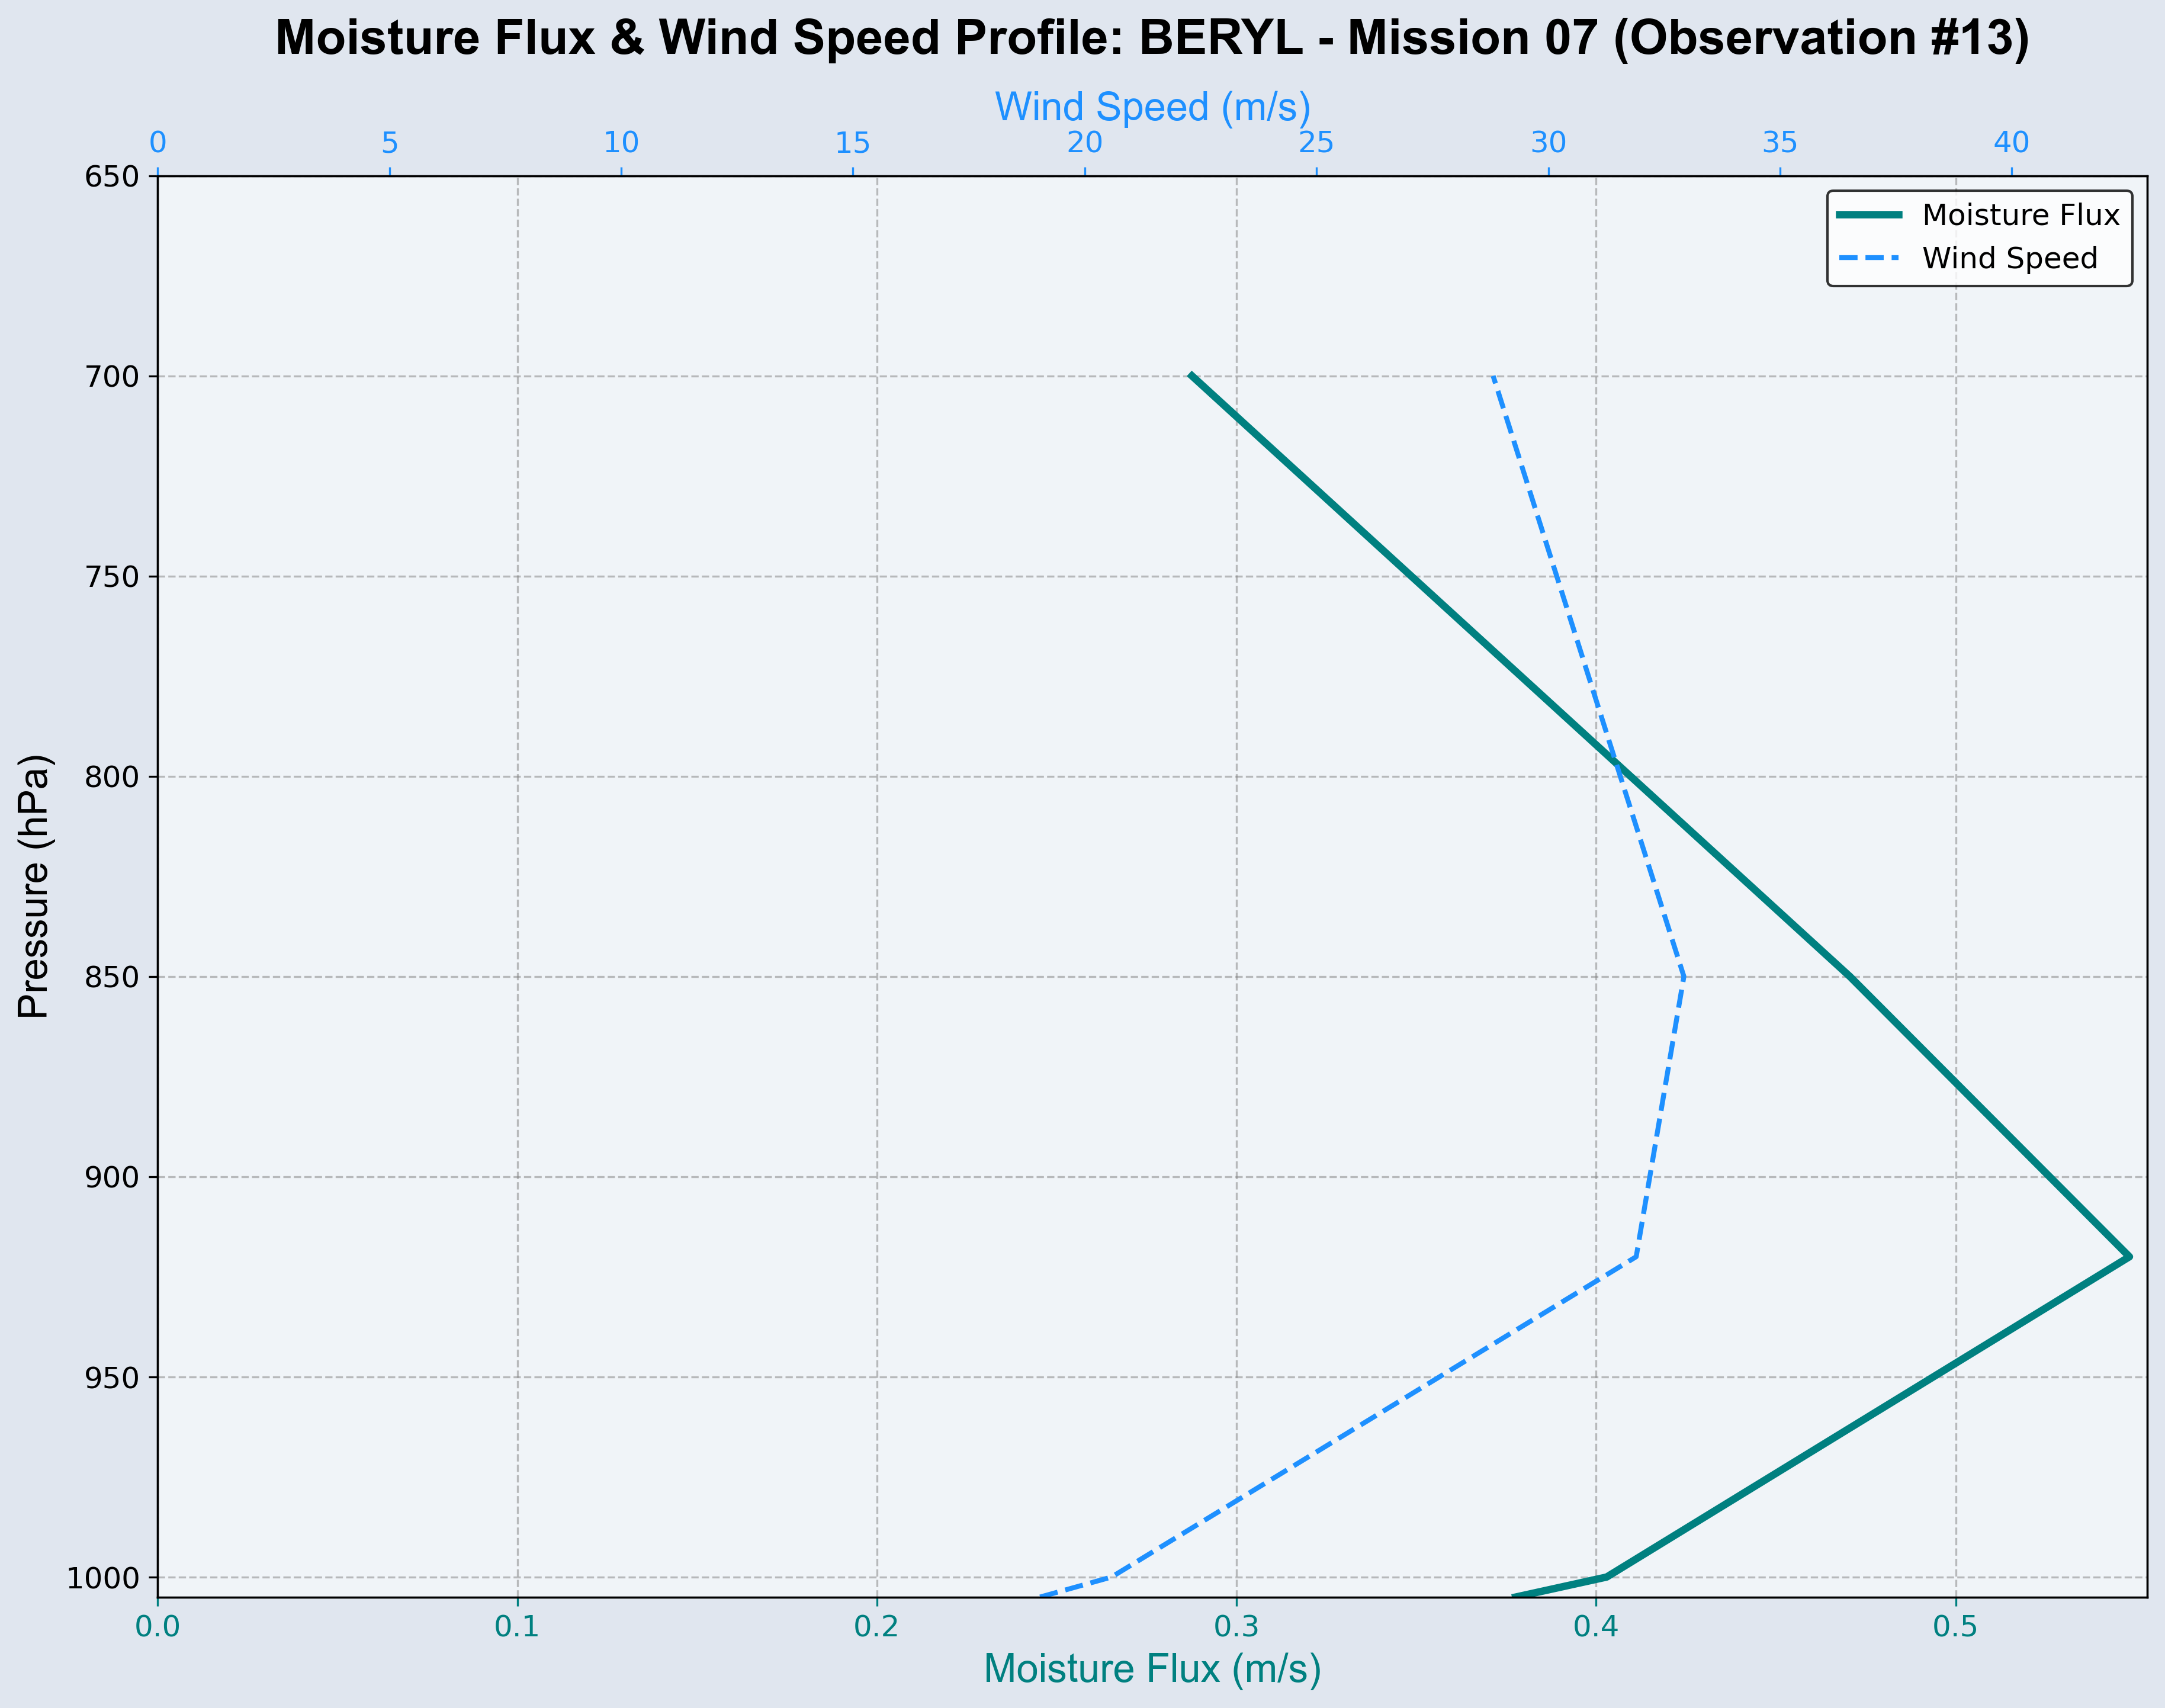 Moisture Flux & Wind Speed Profile: BERYL - Mission 07 (Observation #13)
Wind Speed (m/s)
0 5 10 15 20 25 30 35 40
Moisture Flux
Wind Speed
Pressure (hPa)
650
700
750
800
850
900
950
1000
0.0 0.1 0.2 0.3 0.4 0.5
Moisture Flux (m/s)